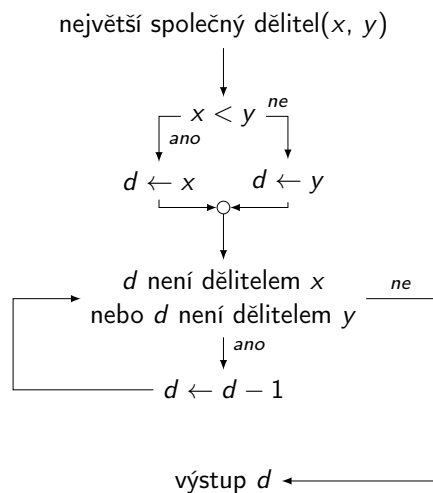 největší společný dělitel(x, y)
x < y
ne
ano
d ← x
d ← y
d není dělitelem x
nebo d není dělitelem y
ne
ano
d ← d − 1
výstup d